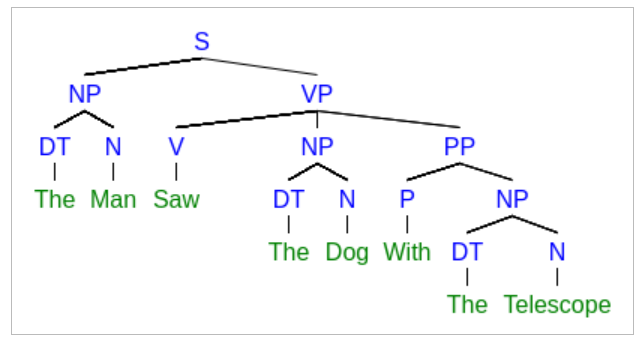 S
NP VP
DT N V NP PP
The Man Saw DT N P NP
The Dog With DT N
The Telescope